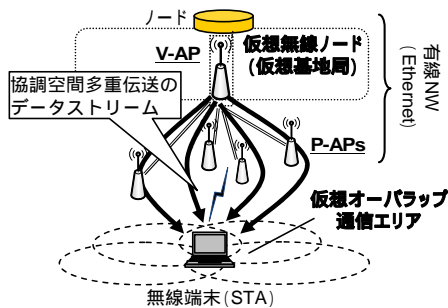 ノード
V-AP
仮想無線ノード
(仮想基地局)
有線NW
(Ethernet)
協調空間多重伝送の
データストリーム
P-APs
仮想オーバラップ
通信エリア
無線端末(STA)